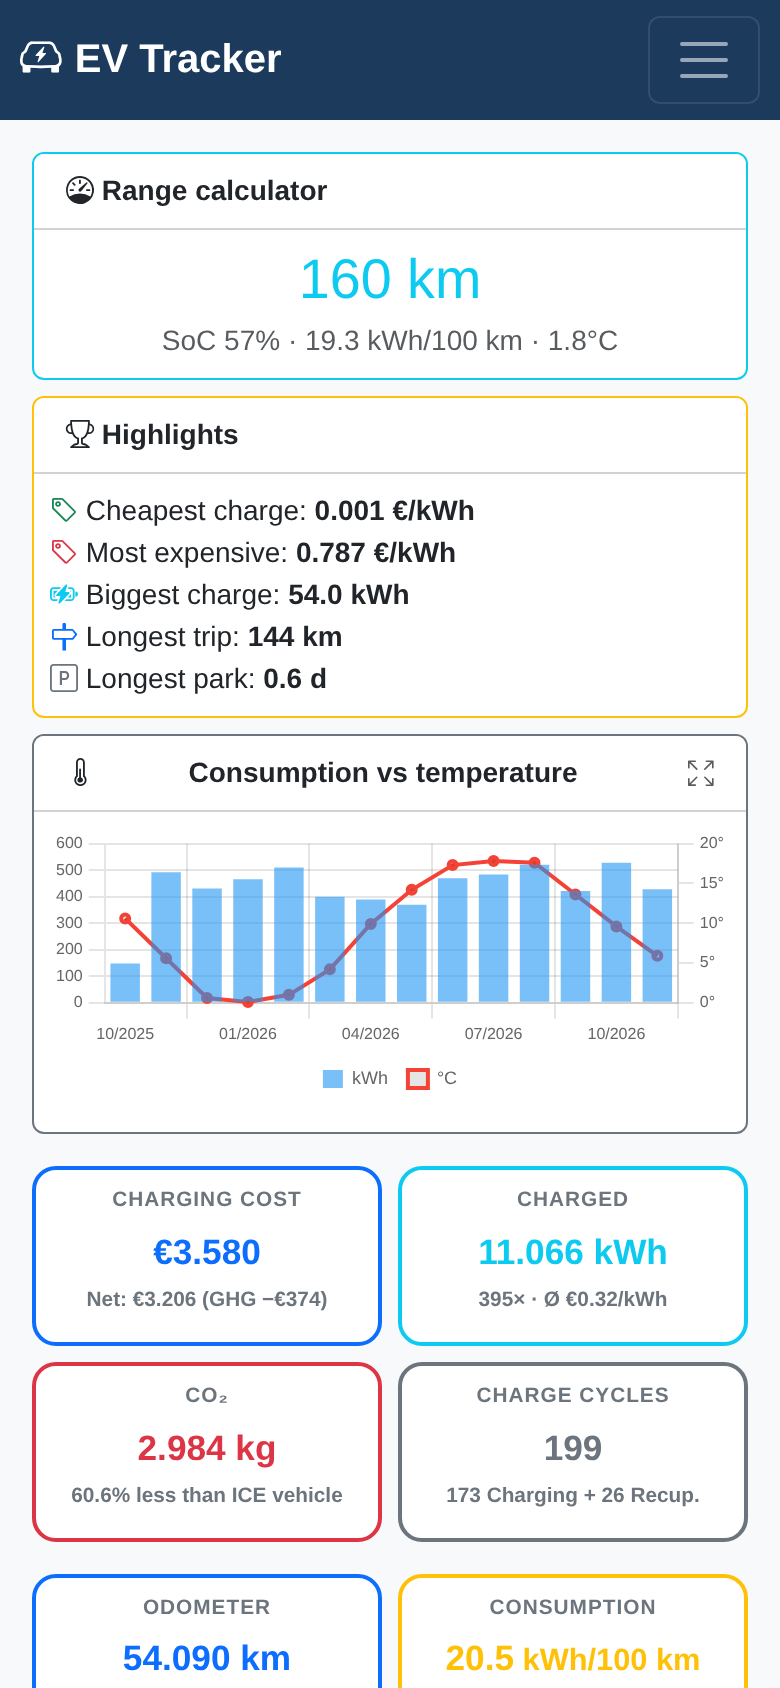 EV Tracker
Range calculator
160 km
SoC 57% · 19.3 kWh/100 km · 1.8°C
Highlights
Cheapest charge: 0.001 €/kWh
Most expensive: 0.787 €/kWh
Biggest charge: 54.0 kWh
Longest trip: 144 km
P Longest park: 0.6 d
Consumption vs temperature
600 20°
500
400 15°
300 10°
200
100 5°
0 0°
10/2025 01/2026 04/2026 07/2026 10/2026
kWh °C
CHARGING COST
€3.580
Net: €3.206 (GHG −€374)
CHARGED
11.066 kWh
395× · Ø €0.32/kWh
CO₂
2.984 kg
60.6% less than ICE vehicle
CHARGE CYCLES
199
173 Charging + 26 Recup.
ODOMETER
54.090 km
CONSUMPTION
20.5 kWh/100 km